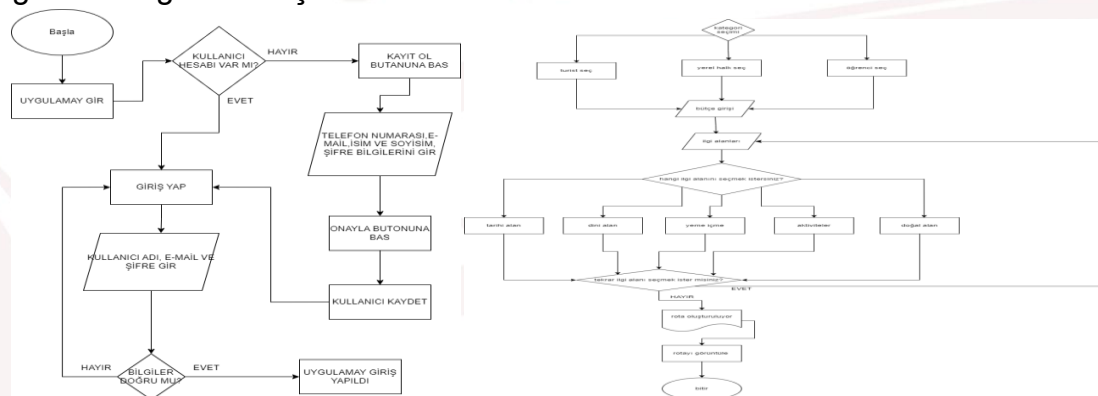 Başla
UYGULAMAY GİR
KULLANICI
HESABI VAR MI?
HAYIR
EVET
KAYIT OL
BUTANUNA BAS
TELEFON NUMARASI,E-
MAİL,İSİM VE SOYİSİM,
ŞİFRE BİLGİLERİNİ GİR
ONAYLA BUTONUNA
BAS
KULLANICI KAYDET
GİRİŞ YAP
KULLANICI ADI, E-MAİL VE
ŞİFRE GİR
BİLGİLER
DOĞRU MU?
HAYIR
EVET
UYGULAMAY GİRİŞ
YAPILDI
kategori
seçimi
turist seç
yerel halk seç
öğrenci seç
bütçe girişi
ilgi alanları
hangi ilgi alanını seçmek istersiniz?
tarihi alan
dini alan
yeme içme
aktiviteler
doğal alan
tekrar ilgi alanı seçmek ister misiniz?
EVET
HAYIR
rota oluşturuluyor
rotayı görüntüle